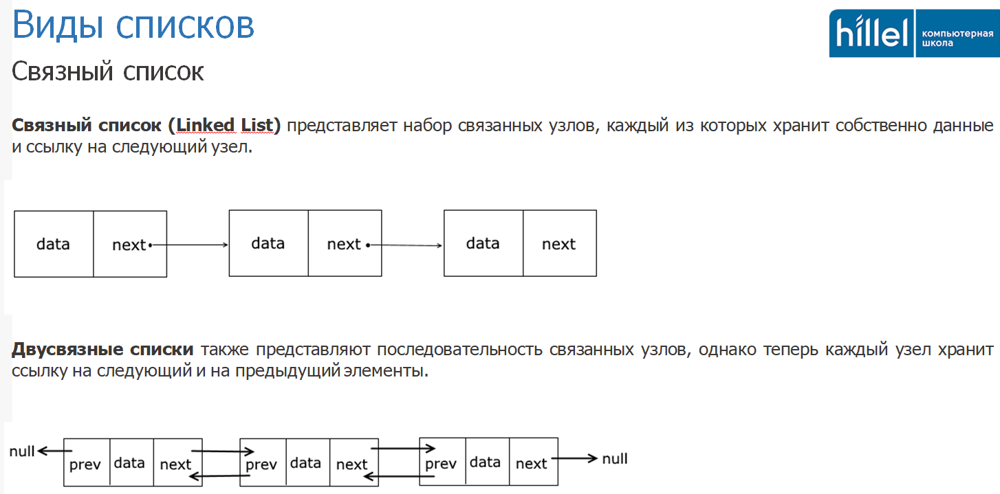 Виды списков
hillel
компьютерная
школа
Связный список
Связный список (Linked List) представляет набор связанных узлов, каждый из которых хранит собственно данные
и ссылку на следующий узел.
data next data next data next
Двусвязные списки также представляют последовательность связанных узлов, однако теперь каждый узел хранит
ссылку на следующий и на предыдущий элементы.
null prev data next prev data next prev data next null